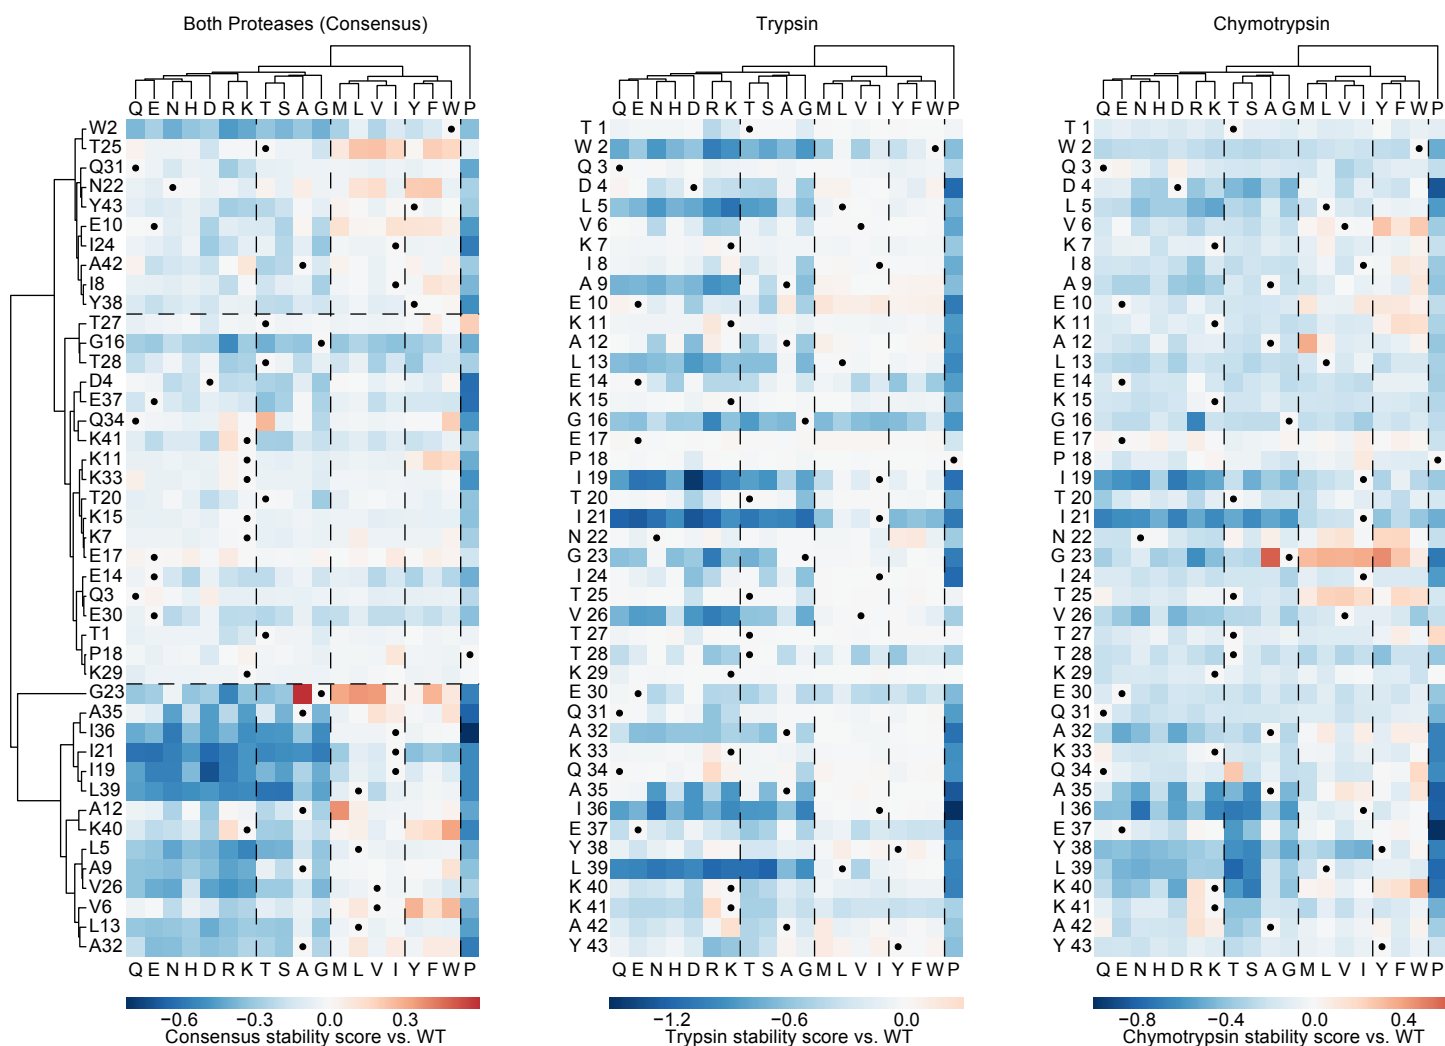 Both Proteases (Consensus)
Q E N H D R K T S A G M L V I Y F W P
W2
T25
Q31
N22
Y43
E10
I24
A42
I8
Y38
T27
G16
T28
D4
E37
Q34
K41
K11
K33
T20
K15
K7
E17
E14
Q3
E30
T1
P18
K29
G23
A35
I36
I21
I19
L39
A12
K40
L5
A9
V26
V6
L13
A32
Q E N H D R K T S A G M L V I Y F W P
−0.6 −0.3 0.0 0.3
Consensus stability score vs. WT
Trypsin
Q E N H D R K T S A G M L V I Y F W P
T 1
W 2
Q 3
D 4
L 5
V 6
K 7
I 8
A 9
E 10
K 11
A 12
L 13
E 14
K 15
G 16
E 17
P 18
I 19
T 20
I 21
N 22
G 23
I 24
T 25
V 26
T 27
T 28
K 29
E 30
Q 31
A 32
K 33
Q 34
A 35
I 36
E 37
Y 38
L 39
K 40
K 41
A 42
Y 43
Q E N H D R K T S A G M L V I Y F W P
−1.2 −0.6 0.0
Trypsin stability score vs. WT
Chymotrypsin
Q E N H D R K T S A G M L V I Y F W P
T 1
W 2
Q 3
D 4
L 5
V 6
K 7
I 8
A 9
E 10
K 11
A 12
L 13
E 14
K 15
G 16
E 17
P 18
I 19
T 20
I 21
N 22
G 23
I 24
T 25
V 26
T 27
T 28
K 29
E 30
Q 31
A 32
K 33
Q 34
A 35
I 36
E 37
Y 38
L 39
K 40
K 41
A 42
Y 43
Q E N H D R K T S A G M L V I Y F W P
−0.8 −0.4 0.0 0.4
Chymotrypsin stability score vs. WT